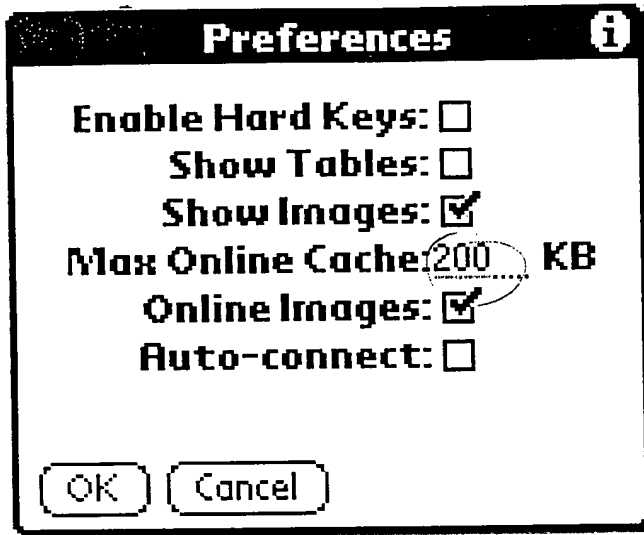 Preferences i
Enable Hard Keys:
Show Tables:
Show Images:
Max Online Cache: 200 KB
Online Images:
Auto-connect:
OK Cancel